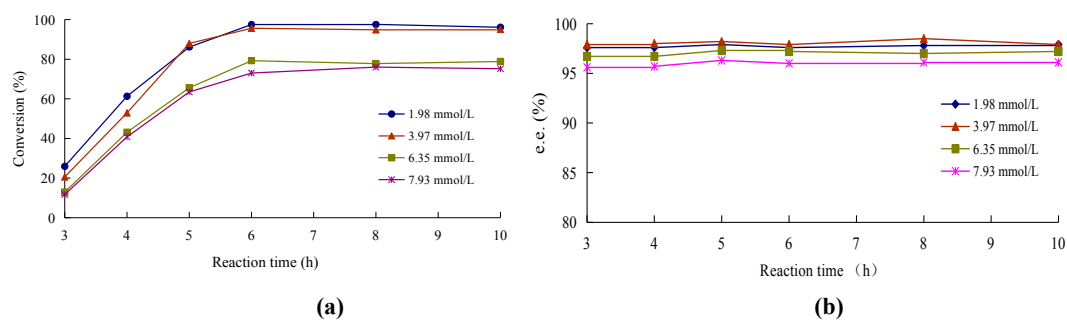 100
80
60
40
20
0
Conversion (%)
1.98 mmol/L
3.97 mmol/L
6.35 mmol/L
7.93 mmol/L
3 4 5 6 7 8 10
Reaction time (h)
(a)
100
95
90
85
80
e.e. (%)
1.98 mmol/L
3.97 mmol/L
6.35 mmol/L
7.93 mmol/L
3 4 5 6 7 8 9 10
Reaction time（h）
(b)